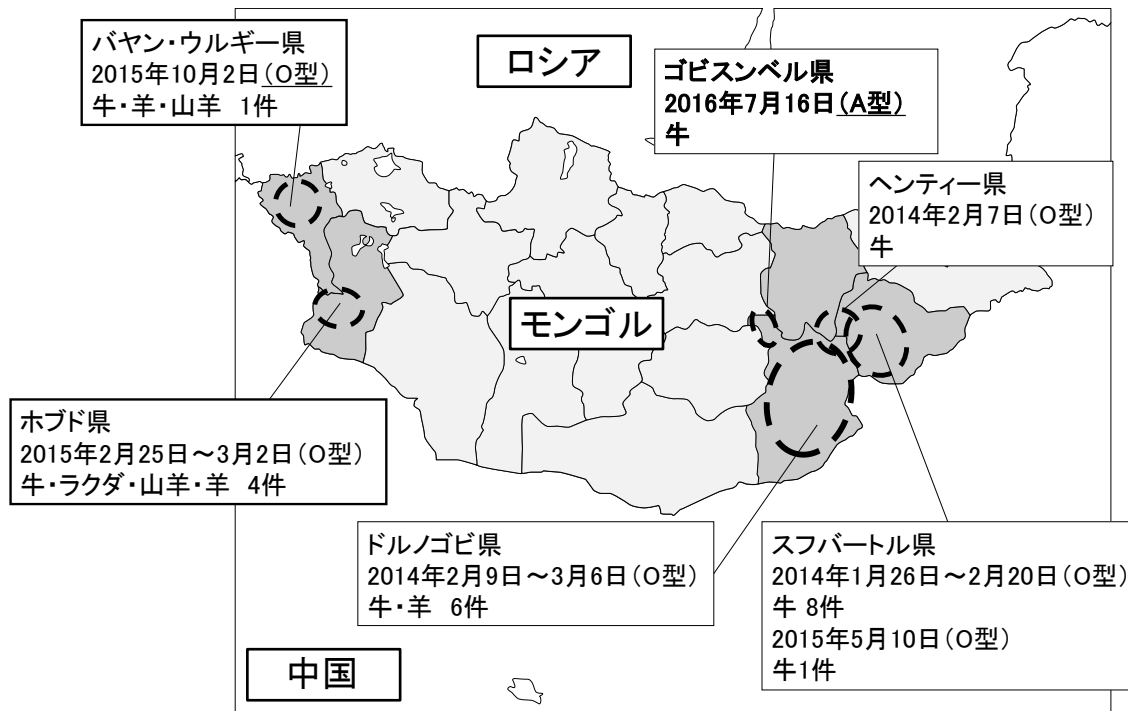 バヤン・ウルギー県
2015年10月2日(O型)
牛・羊・山羊 1件
ロシア
ゴビスンベル県
2016年7月16日(A型)
牛
ヘンティー県
2014年2月7日(O型)
牛
モンゴル
ホブド県
2015年2月25日～3月2日(O型)
牛・ラクダ・山羊・羊 4件
ドルノゴビ県
2014年2月9日～3月6日(O型)
牛・羊 6件
スフバートル県
2014年1月26日～2月20日(O型)
牛 8件
2015年5月10日(O型)
牛1件
中国